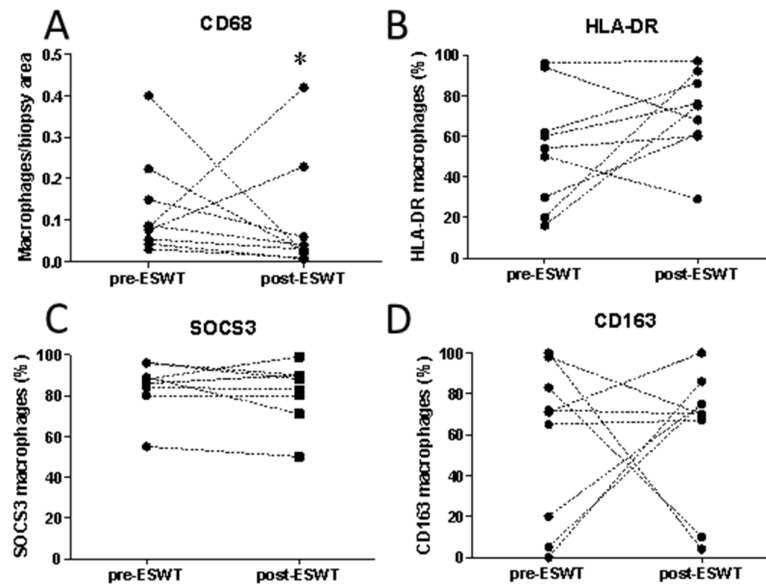 A
CD68
*
Macrophages/biopsy area
0.5
0.4
0.3
0.2
0.1
0.0
pre-ESWT post-ESWT
B
HLA-DR
HLA-DR macrophages (%)
100
80
60
40
20
0
pre-ESWT post-ESWT
C
SOCS3
SOCS3 macrophages (%)
100
80
60
40
20
0
pre-ESWT post-ESWT
D
CD163
CD163 macrophages (%)
100
80
60
40
20
0
pre-ESWT post-ESWT